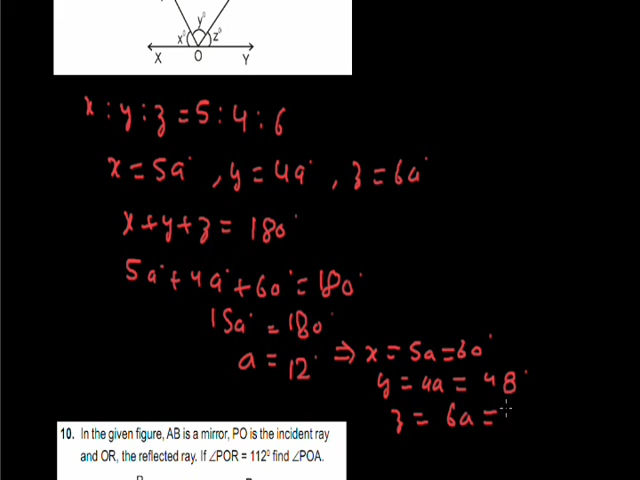 x° y° z°
X O Y
x : y : z = 5 : 4 : 6
x = 5a°, y = 4a°, z = 6a°
x + y + z = 180°
5a° + 4a° + 6a° = 180°
15a° = 180°
a = 12° ⇒ x = 5a = 60°
y = 4a = 48°
z = 6a =
10. In the given figure, AB is a mirror, PO is the incident ray
and OR, the reflected ray. If ∠POR = 112⁰ find ∠POA.